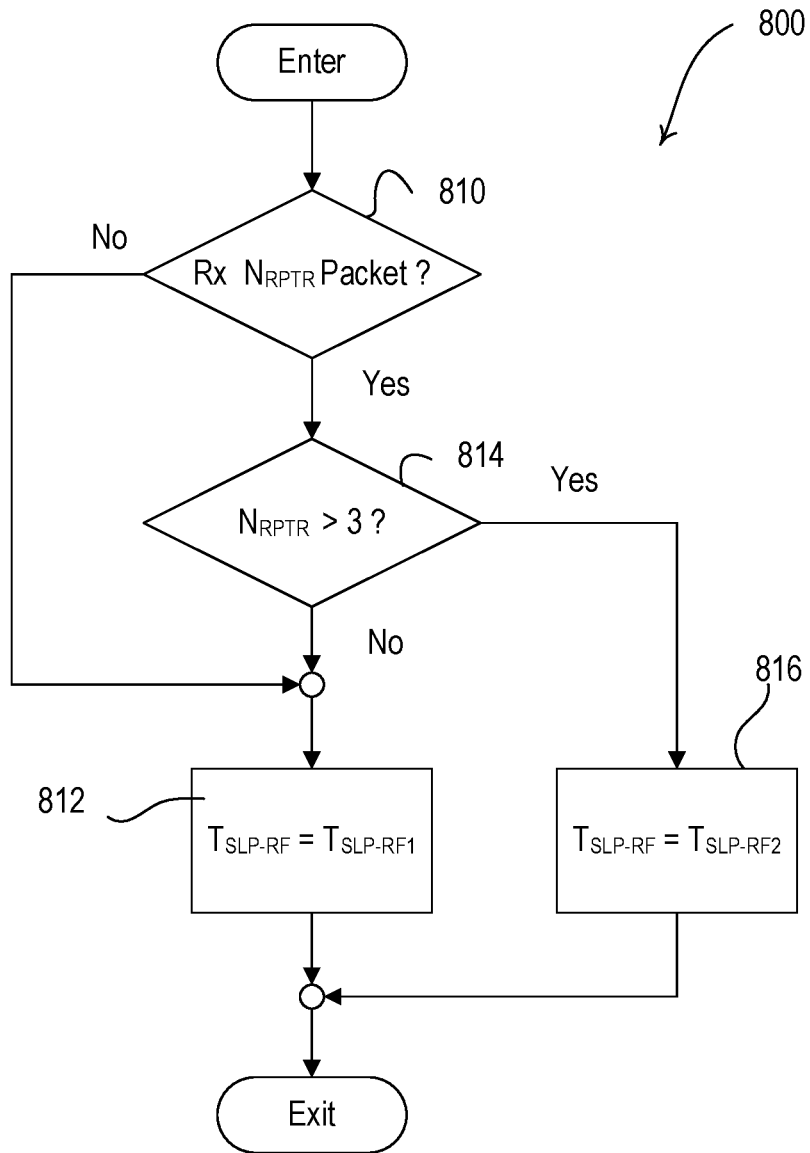 800
Enter
810
No
Rx NRPTR Packet ?
Yes
814
Yes
NRPTR > 3 ?
No
816
812
TSLP-RF = TSLP-RF1
TSLP-RF = TSLP-RF2
Exit